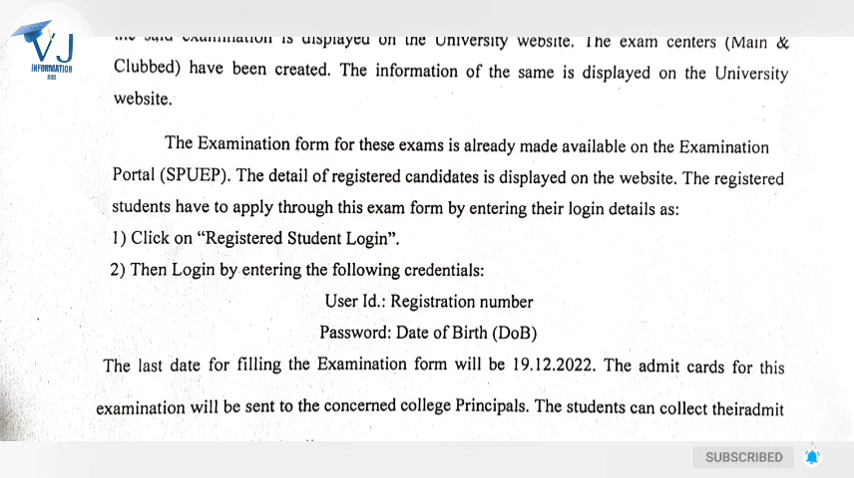 VJ
INFORMATION
HUB
the said examination is displayed on the University website. The exam centers (Main &
Clubbed) have been created. The information of the same is displayed on the University
website.
The Examination form for these exams is already made available on the Examination
Portal (SPUEP). The detail of registered candidates is displayed on the website. The registered
students have to apply through this exam form by entering their login details as:
1) Click on “Registered Student Login”.
2) Then Login by entering the following credentials:
User Id.: Registration number
Password: Date of Birth (DoB)
The last date for filling the Examination form will be 19.12.2022. The admit cards for this
examination will be sent to the concerned college Principals. The students can collect theiradmit
SUBSCRIBED